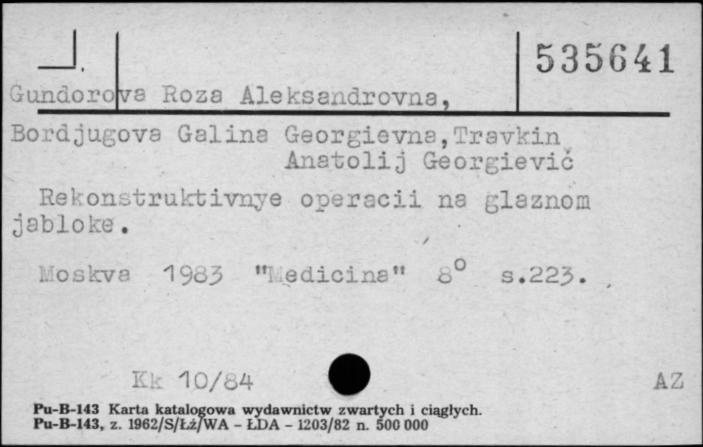 535641
Gundorova Roza Aleksandrovna,
Bordjugova Galina Georgievna, Travkin
Anatolij Georgievič
Rekonstruktivnye operacii na glaznom
jabloke.
Moskva 1983 "Medicina" 8° s.223.
Kk 10/84 AZ
Pu-B-143 Karta katalogowa wydawnictw zwartych i ciągłych.
Pu-B-143, z. 1962/S/Łż/WA - ŁDA - 1203/82 n. 500 000